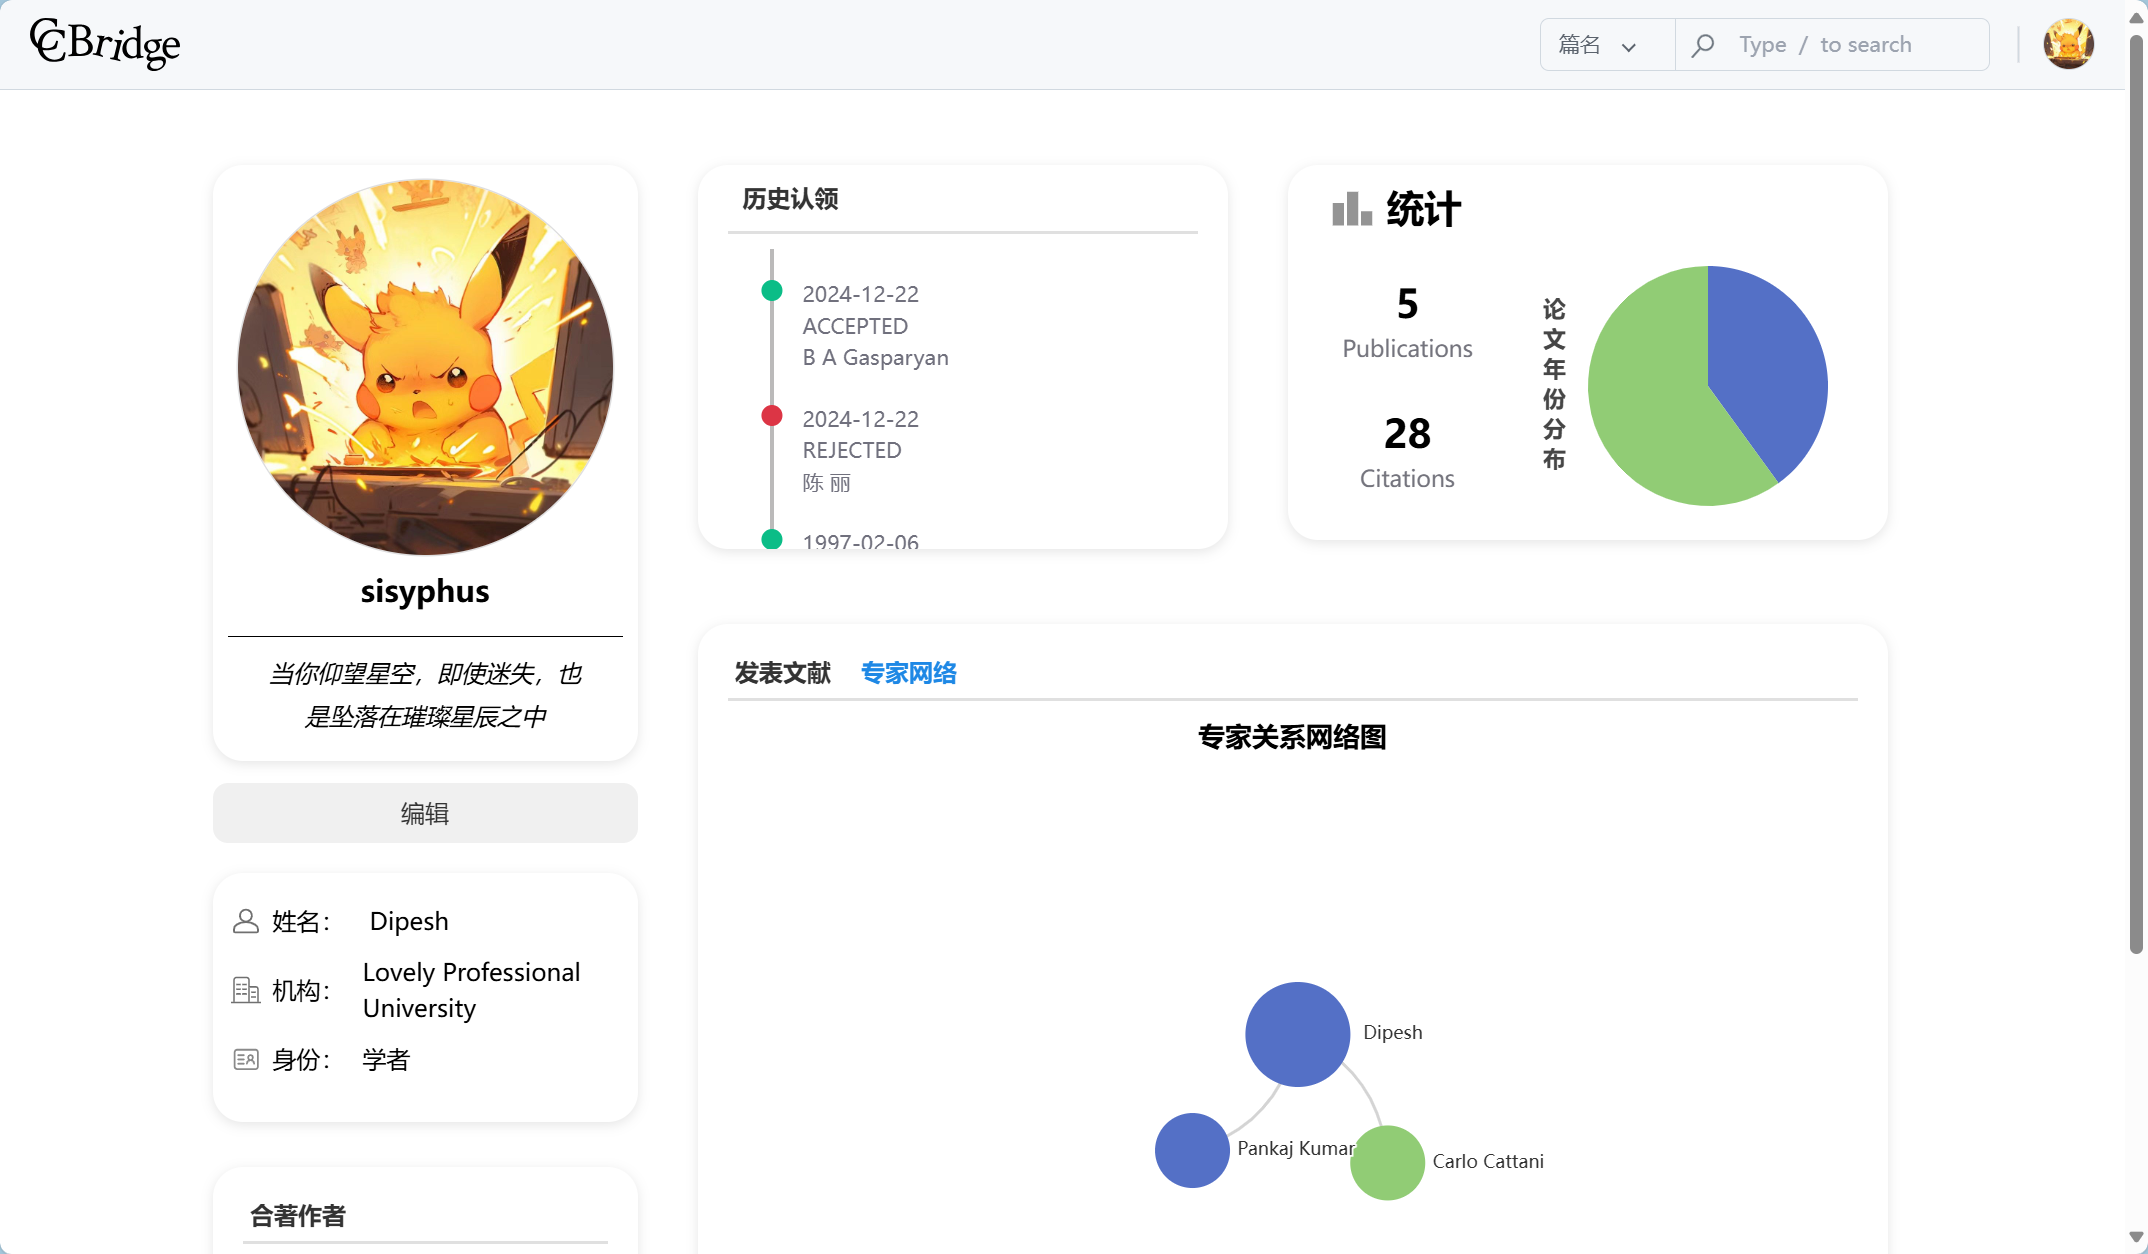 CCBridge
篇名
Type / to search
sisyphus
当你仰望星空，即使迷失，也
是坠落在璀璨星辰之中
编辑
姓名： Dipesh
机构： Lovely Professional
University
身份： 学者
合著作者
历史认领
2024-12-22
ACCEPTED
B A Gasparyan
2024-12-22
REJECTED
陈 丽
1997-02-06
统计
5
Publications
28
Citations
论文年份分布
发表文献 专家网络
专家关系网络图
Dipesh
Pankaj Kumar
Carlo Cattani